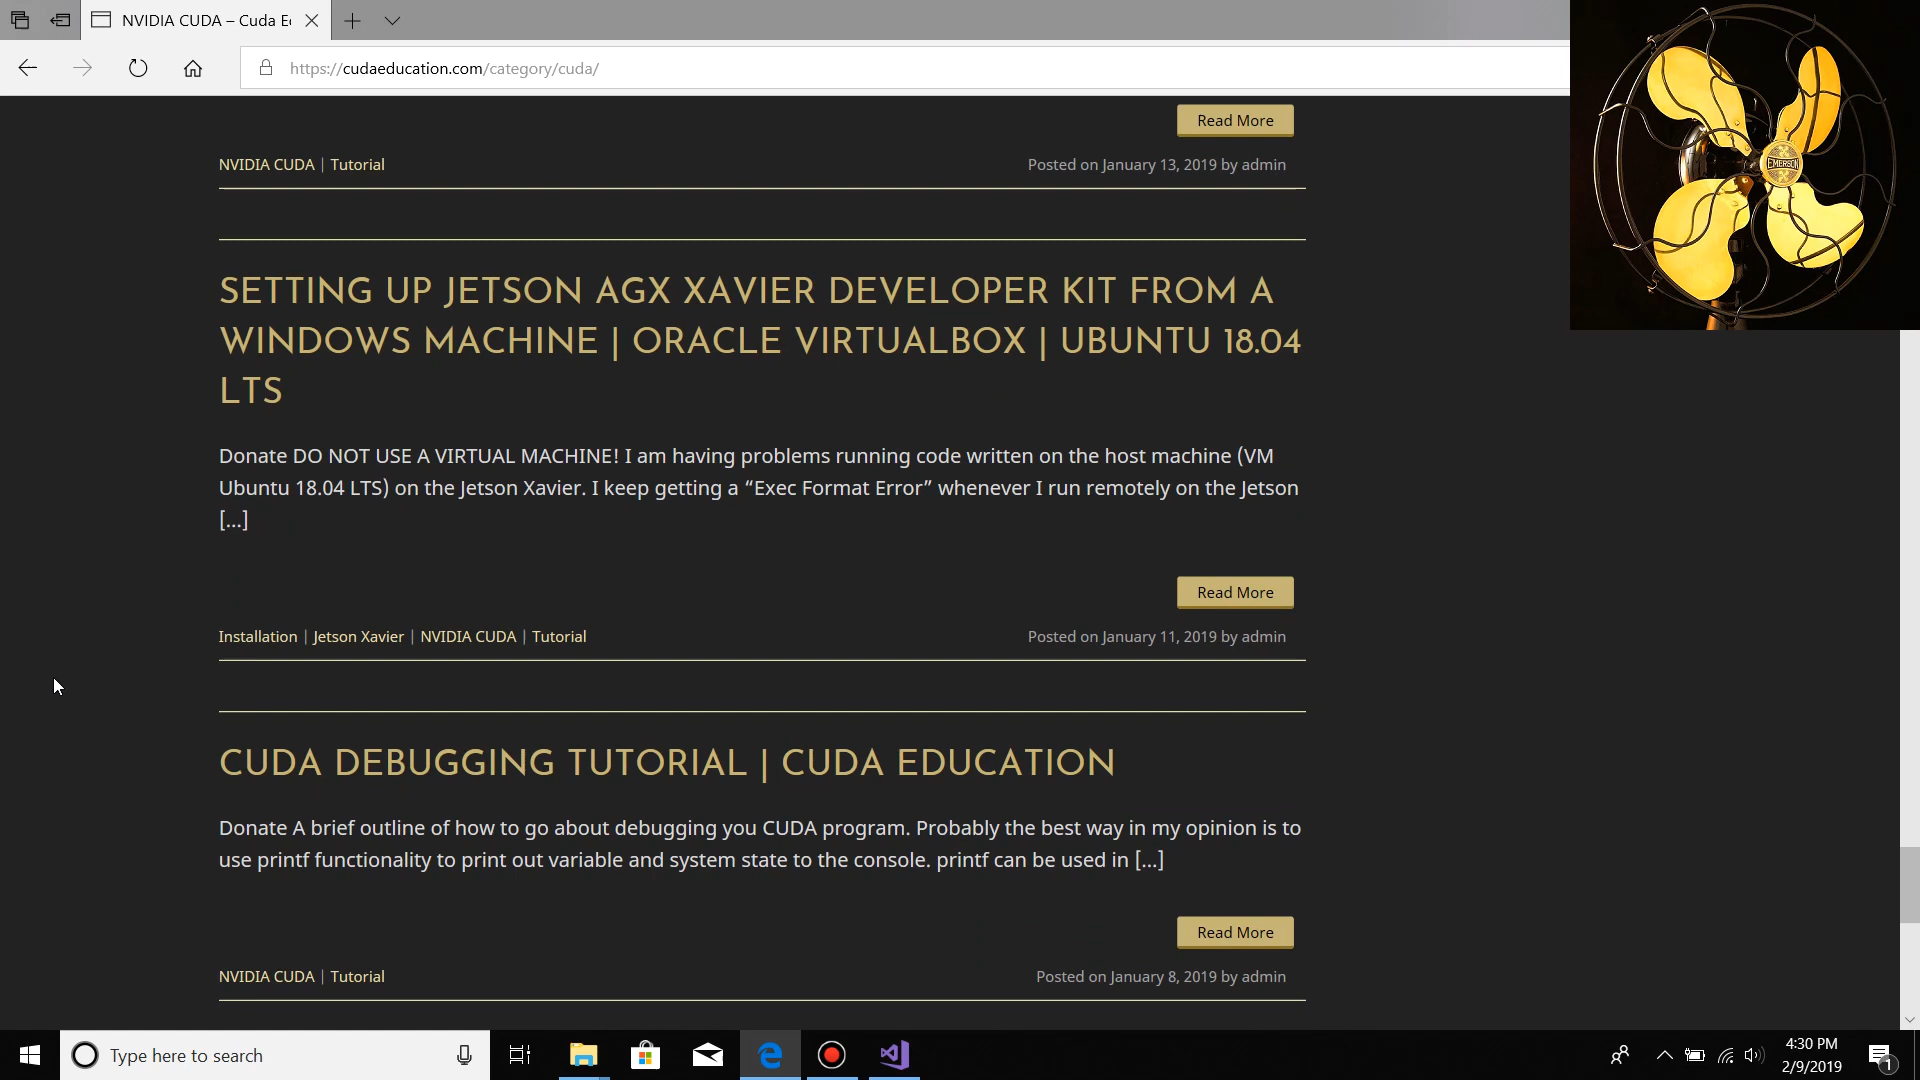 NVIDIA CUDA – Cuda E
https://cudaeducation.com/category/cuda/
EMERSON
Read More
NVIDIA CUDA | Tutorial
Posted on January 13, 2019 by admin
SETTING UP JETSON AGX XAVIER DEVELOPER KIT FROM A
WINDOWS MACHINE | ORACLE VIRTUALBOX | UBUNTU 18.04
LTS
Donate DO NOT USE A VIRTUAL MACHINE! I am having problems running code written on the host machine (VM
Ubuntu 18.04 LTS) on the Jetson Xavier. I keep getting a “Exec Format Error” whenever I run remotely on the Jetson
[…]
Read More
Installation | Jetson Xavier | NVIDIA CUDA | Tutorial
Posted on January 11, 2019 by admin
CUDA DEBUGGING TUTORIAL | CUDA EDUCATION
Donate A brief outline of how to go about debugging you CUDA program. Probably the best way in my opinion is to
use printf functionality to print out variable and system state to the console. printf can be used in […]
Read More
NVIDIA CUDA | Tutorial
Posted on January 8, 2019 by admin
Type here to search
4:30 PM
2/9/2019
1